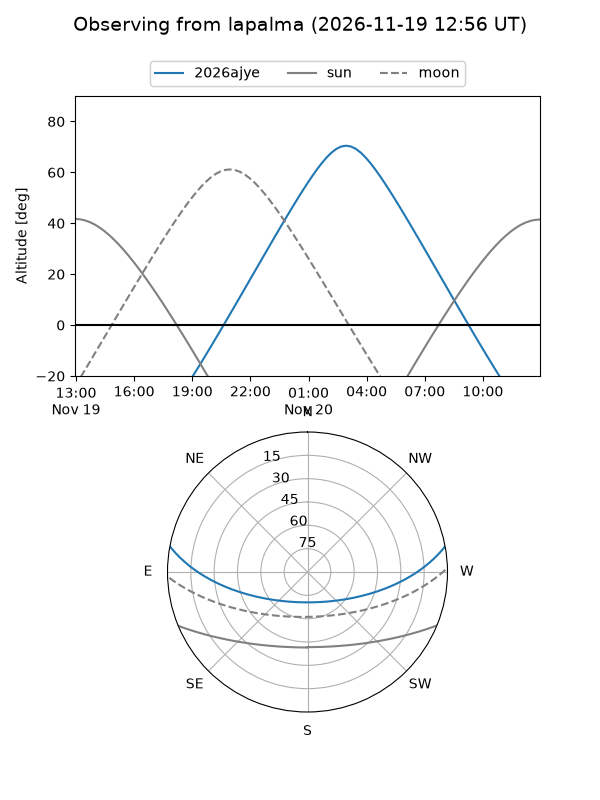 Observing from lapalma (2026-11-19 12:56 UT)
2026ajye sun moon
Altitude [deg]
80
60
40
20
0
−20
13:00 16:00 19:00 22:00 01:00 04:00 07:00 10:00
Nov 19 Nov 20
N
NE NW
15
30
45
60
75
E W
SE SW
S